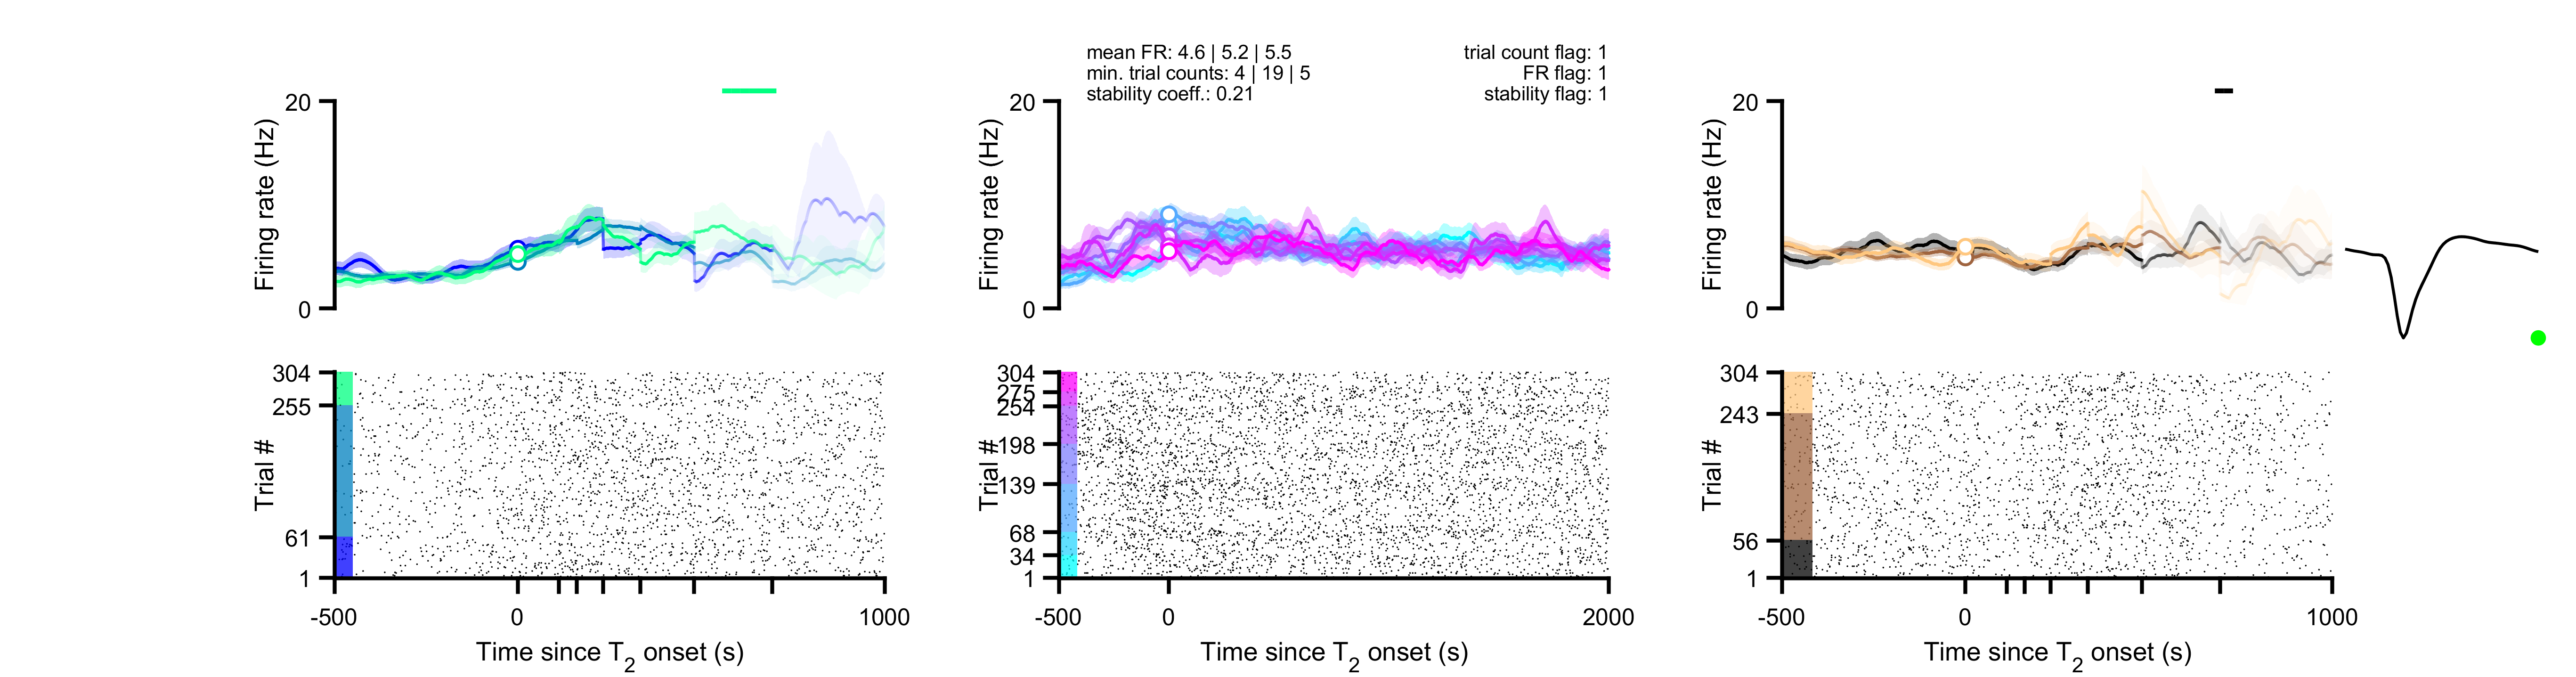 mean FR: 4.6 | 5.2 | 5.5
min. trial counts: 4 | 19 | 5
stability coeff.: 0.21
trial count flag: 1
FR flag: 1
stability flag: 1
20
0
Firing rate (Hz)
20
0
Firing rate (Hz)
20
0
Firing rate (Hz)
304
255
61
1
Trial #
-500
0
1000
Time since T2 onset (s)
304
275
254
198
139
68
34
1
Trial #
-500
0
2000
Time since T2 onset (s)
304
243
56
1
Trial #
-500
0
1000
Time since T2 onset (s)